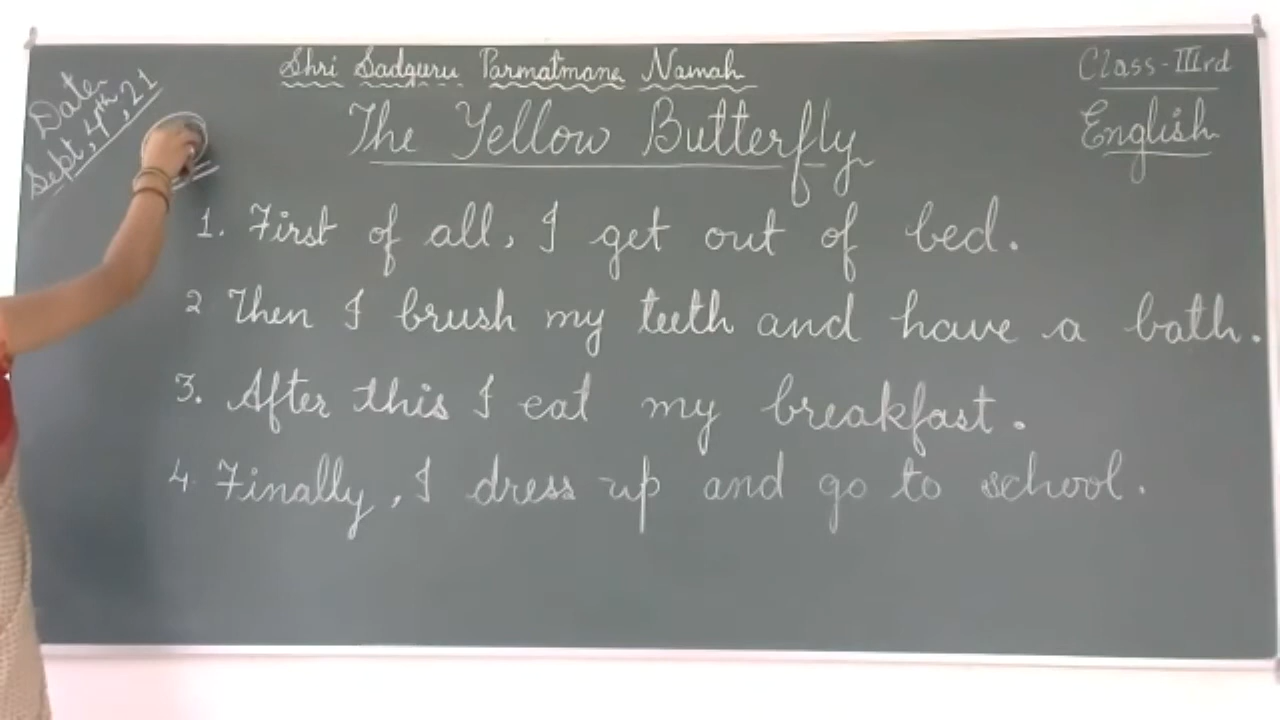 Shri Sadguru Parmatmane Namah
Class-IIIrd
Date
Sept, 4th, 21
The Yellow Butterfly
English
1. First of all, I get out of bed.
2 Then I brush my teeth and have a bath.
3. After this I eat my breakfast.
4. Finally, I dress up and go to school.